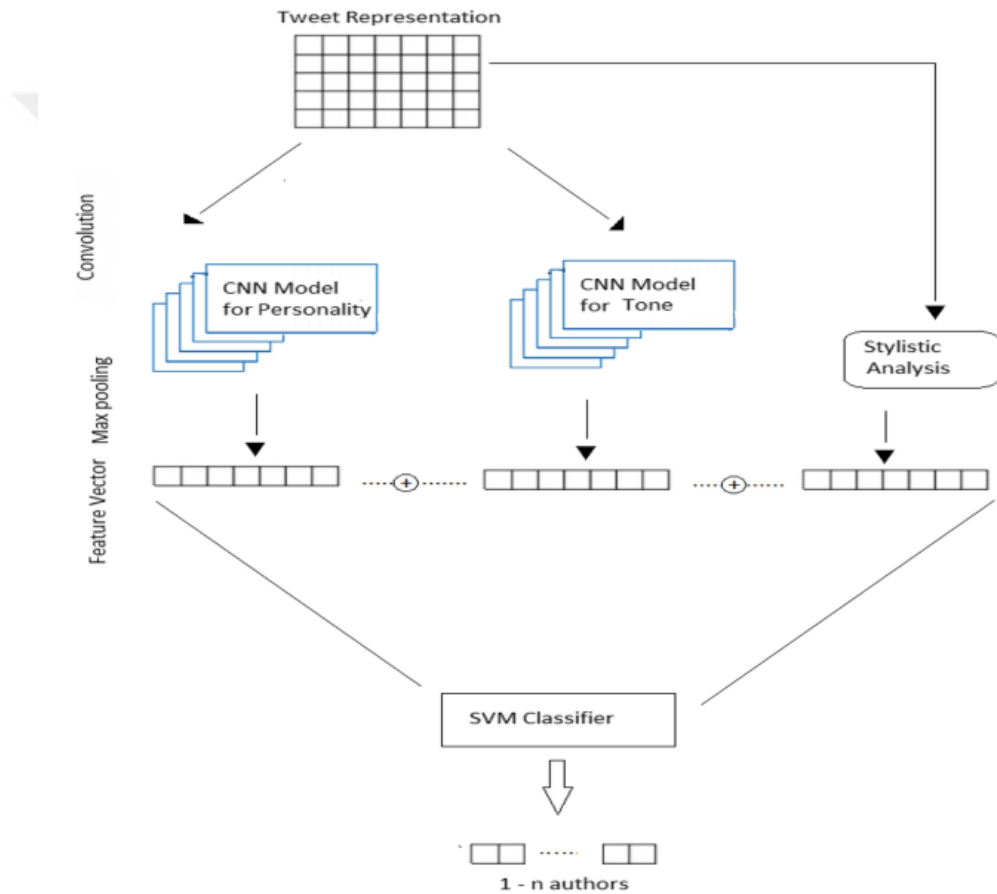 Tweet Representation
Convolution
CNN Model
for Personality
CNN Model
for Tone
Stylistic
Analysis
Max pooling
Feature Vector
+
+
SVM Classifier
1 - n authors